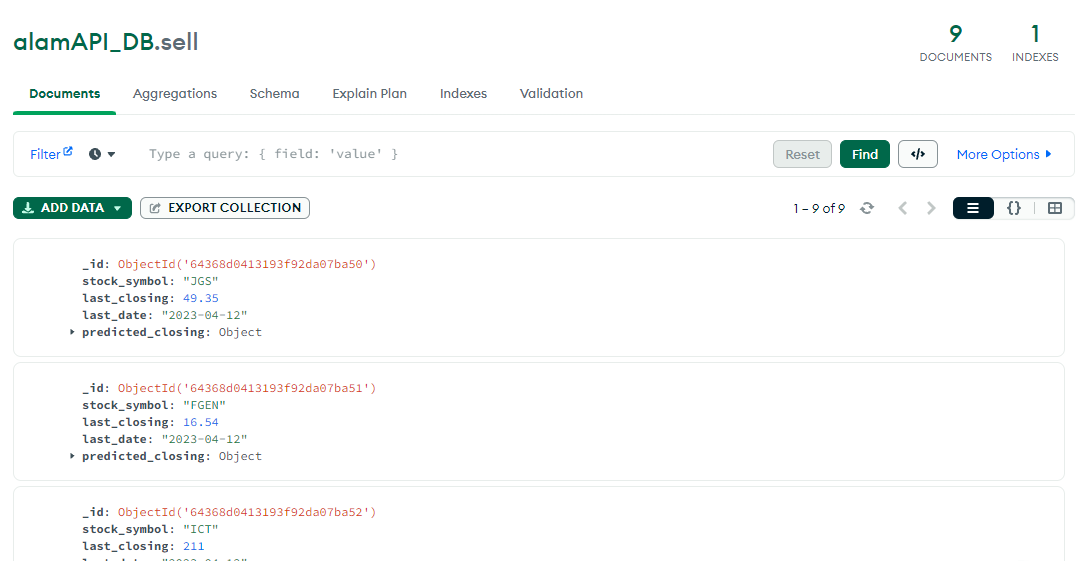 alamAPI_DB.sell
9
DOCUMENTS
1
INDEXES
Documents
Aggregations
Schema
Explain Plan
Indexes
Validation
Filter
Type a query: { field: 'value' }
Reset
Find
</>
More Options
ADD DATA
EXPORT COLLECTION
1 – 9 of 9
{}
_id: ObjectId('64368d0413193f92da07ba50')
stock_symbol: "JGS"
last_closing: 49.35
last_date: "2023-04-12"
predicted_closing: Object
_id: ObjectId('64368d0413193f92da07ba51')
stock_symbol: "FGEN"
last_closing: 16.54
last_date: "2023-04-12"
predicted_closing: Object
_id: ObjectId('64368d0413193f92da07ba52')
stock_symbol: "ICT"
last_closing: 211